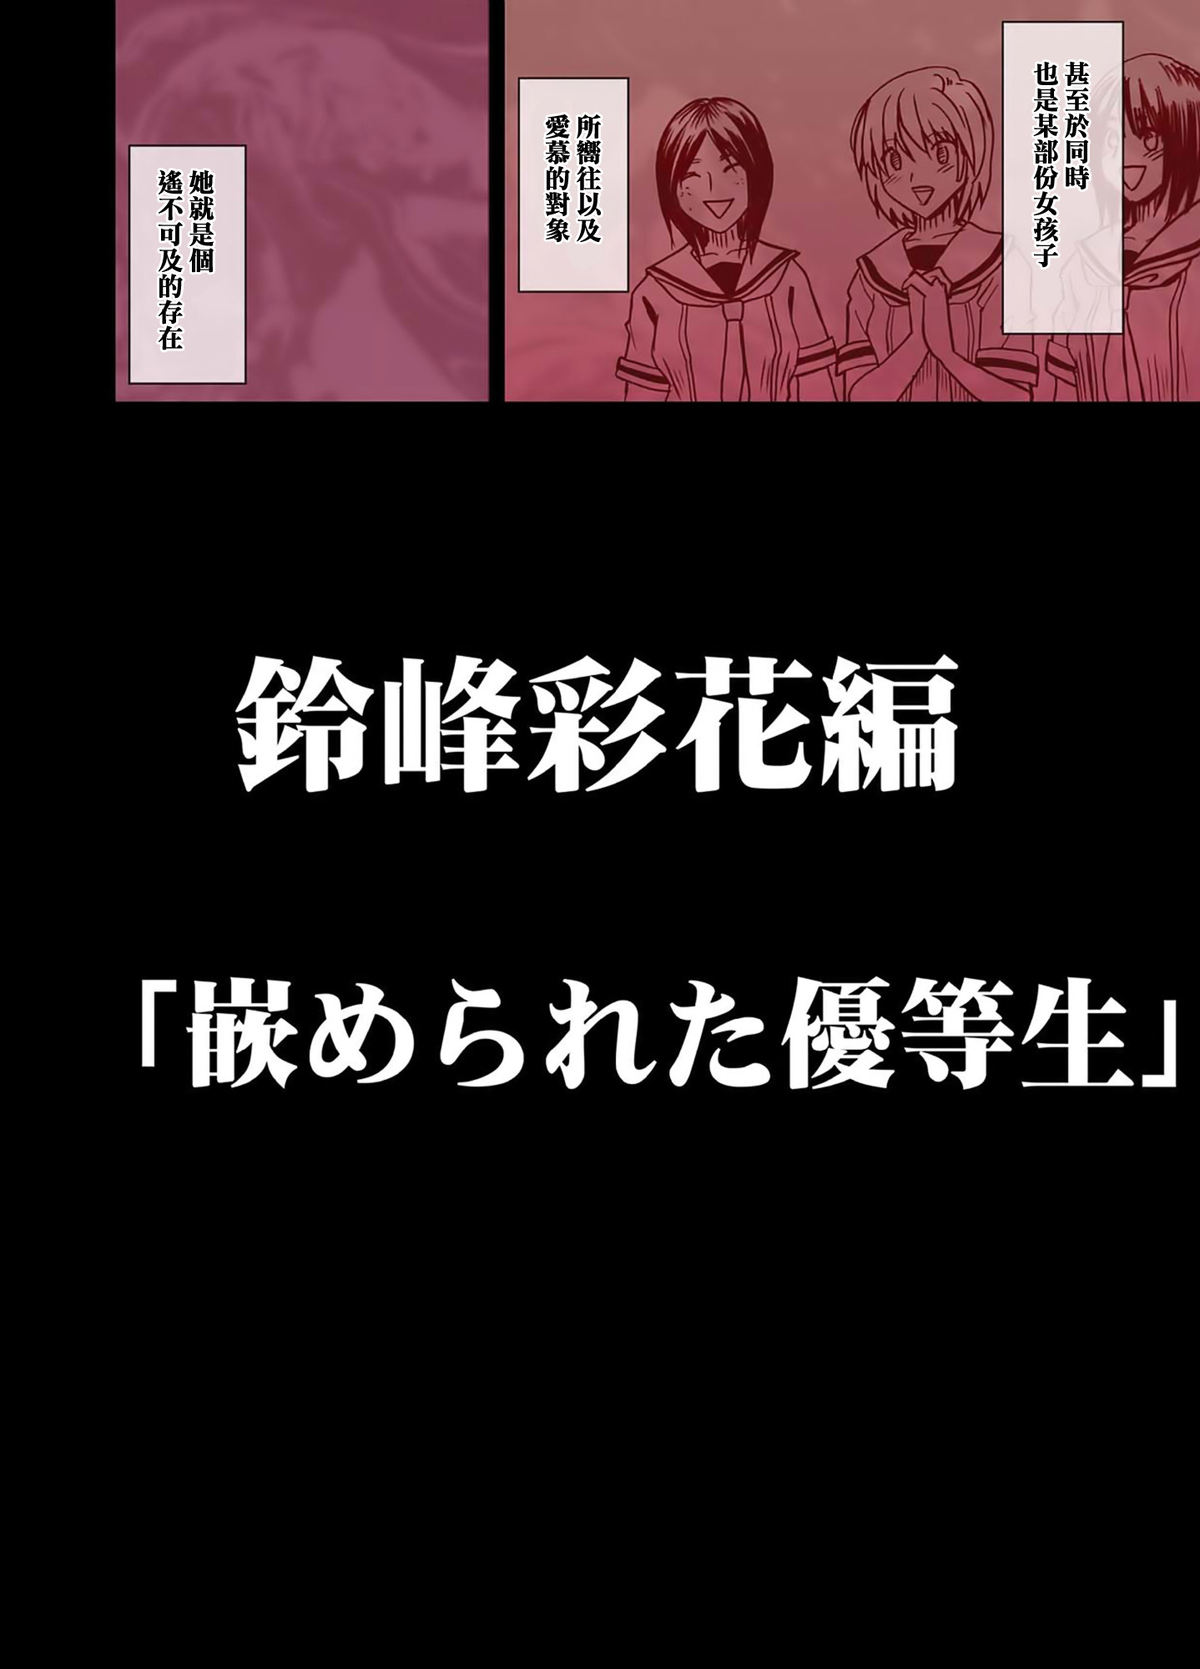 甚至於同時
也是某部份女孩子
所嚮往以及
愛慕的對象
她就是個
遙不可及的存在
鈴峰彩花編
「嵌められた優等生」